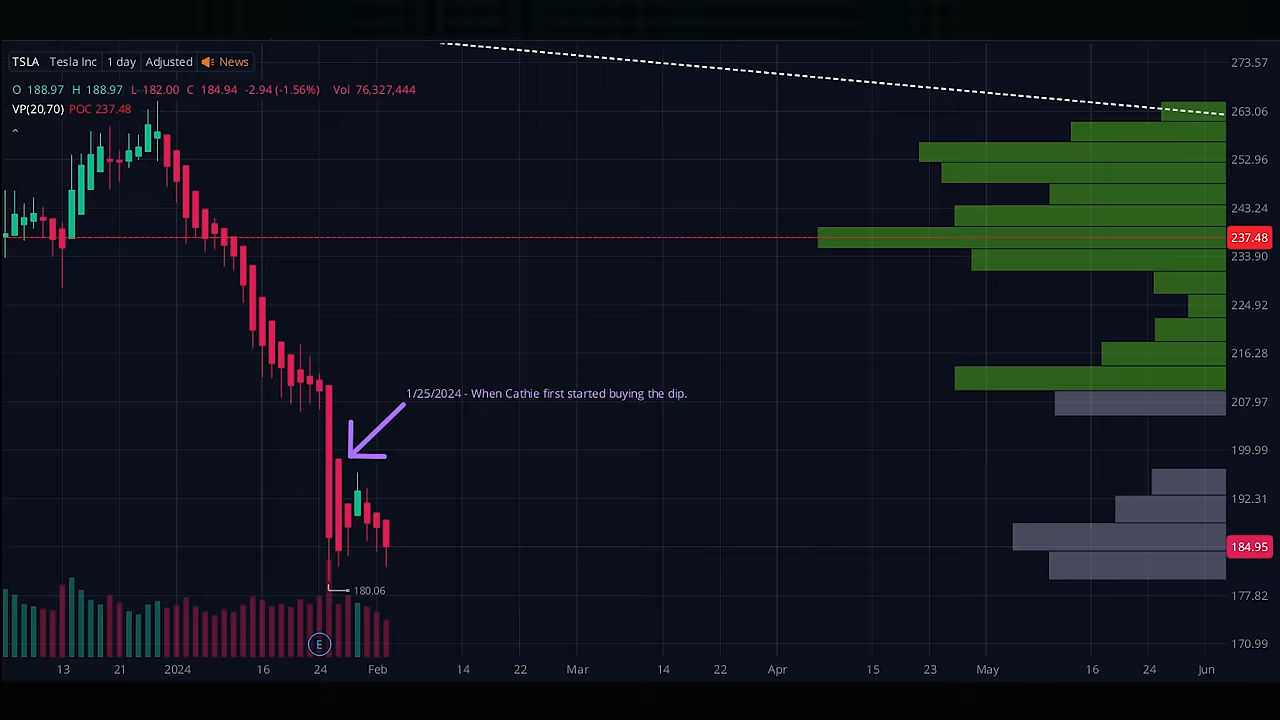 TSLA Tesla Inc 1 day Adjusted News
O 188.97 H 188.97 L 182.00 C 184.94 -2.94 (-1.56%) Vol 76,327,444
VP(20,70) POC 237.48
273.57
263.06
252.96
243.24
237.48
233.90
224.92
216.28
1/25/2024 - When Cathie first started buying the dip.
207.97
199.99
192.31
184.95
180.06
177.82
E
170.99
13 21 2024 16 24 Feb 14 22 Mar 14 22 Apr 15 23 May 16 24 Jun